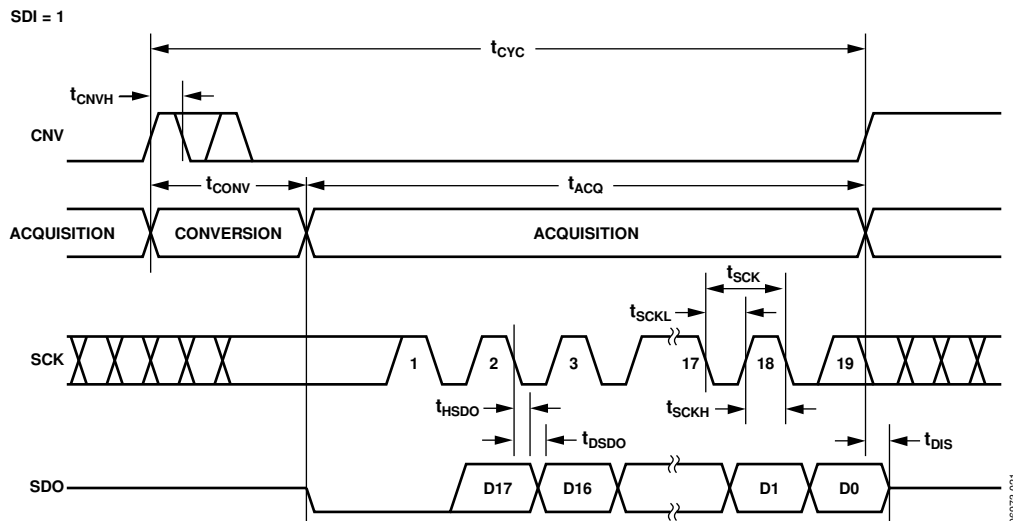 SDI = 1
tCYC
tCNVH
CNV
tCONV
tACQ
ACQUISITION
CONVERSION
ACQUISITION
tSCK
tSCKL
SCK
1
2
3
17
18
19
tHSDO
tSCKH
tDSDO
tDIS
SDO
D17
D16
D1
D0